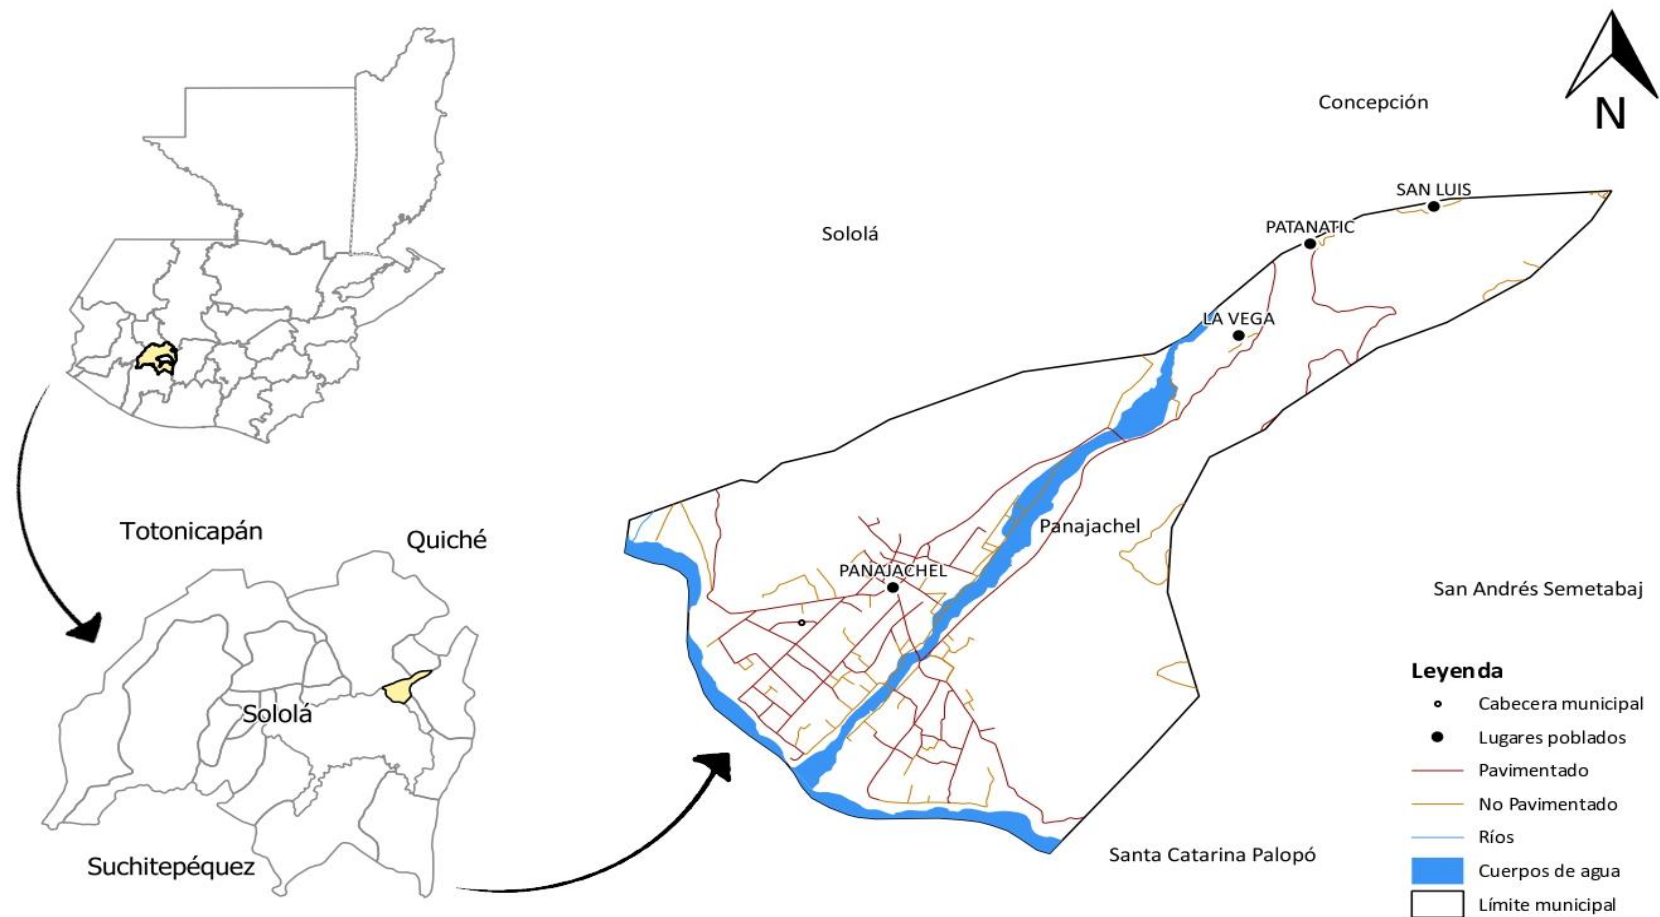 Concepción
N
SAN LUIS
PATANATIC
Sololá
LA VEGA
Totonicapán
Quiché
Panajachel
PANAJACHEL
San Andrés Semetabaj
Sololá
Suchitepéquez
Santa Catarina Palopó
Leyenda
Cabecera municipal
Lugares poblados
Pavimentado
No Pavimentado
Ríos
Cuerpos de agua
Límite municipal